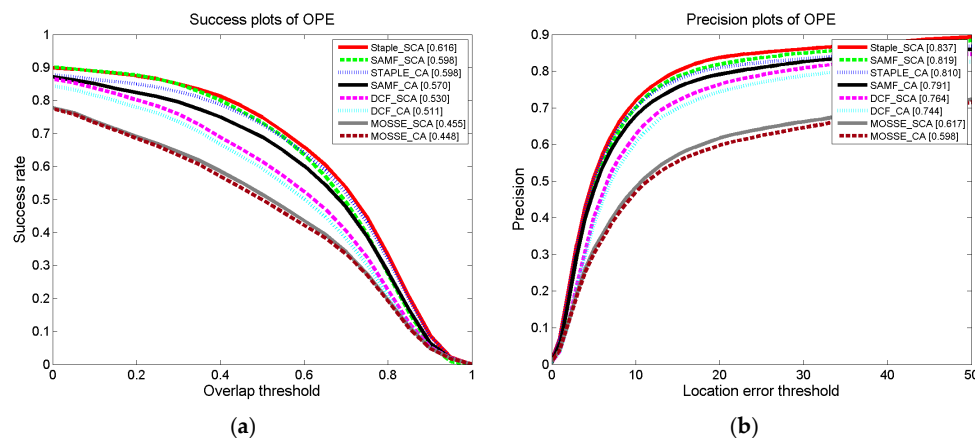 Success plots of OPE
Success rate
1
0.9
0.8
0.7
0.6
0.5
0.4
0.3
0.2
0.1
0
0
0.2
0.4
0.6
0.8
1
Overlap threshold
Staple_SCA [0.616]
SAMF_SCA [0.598]
STAPLE_CA [0.598]
SAMF_CA [0.570]
DCF_SCA [0.530]
DCF_CA [0.511]
MOSSE_SCA [0.455]
MOSSE_CA [0.448]
(a)
Precision plots of OPE
Precision
0.9
0.8
0.7
0.6
0.5
0.4
0.3
0.2
0.1
0
0
10
20
30
40
50
Location error threshold
Staple_SCA [0.837]
SAMF_SCA [0.819]
STAPLE_CA [0.810]
SAMF_CA [0.791]
DCF_SCA [0.764]
DCF_CA [0.744]
MOSSE_SCA [0.617]
MOSSE_CA [0.598]
(b)